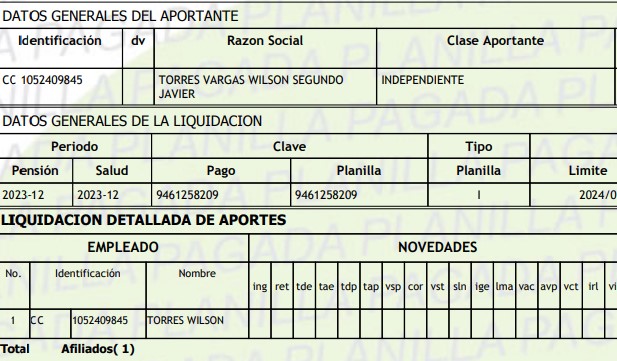 DATOS GENERALES DEL APORTANTE
Identificación dv Razon Social Clase Aportante
CC 1052409845 TORRES VARGAS WILSON SEGUNDO JAVIER INDEPENDIENTE
DATOS GENERALES DE LA LIQUIDACION
Periodo Clave Tipo
Pensión Salud Pago Planilla Planilla Limite
2023-12 2023-12 9461258209 9461258209 I 2024/0
LIQUIDACION DETALLADA DE APORTES
EMPLEADO NOVEDADES
No. Identificación Nombre ing ret tde tae tdp tap vsp cor vst sln ige lma vac avp vct irl vi
1 CC 1052409845 TORRES WILSON
Total Afiliados( 1)
PLANILLA PAGADA PLANILLA PAGADA